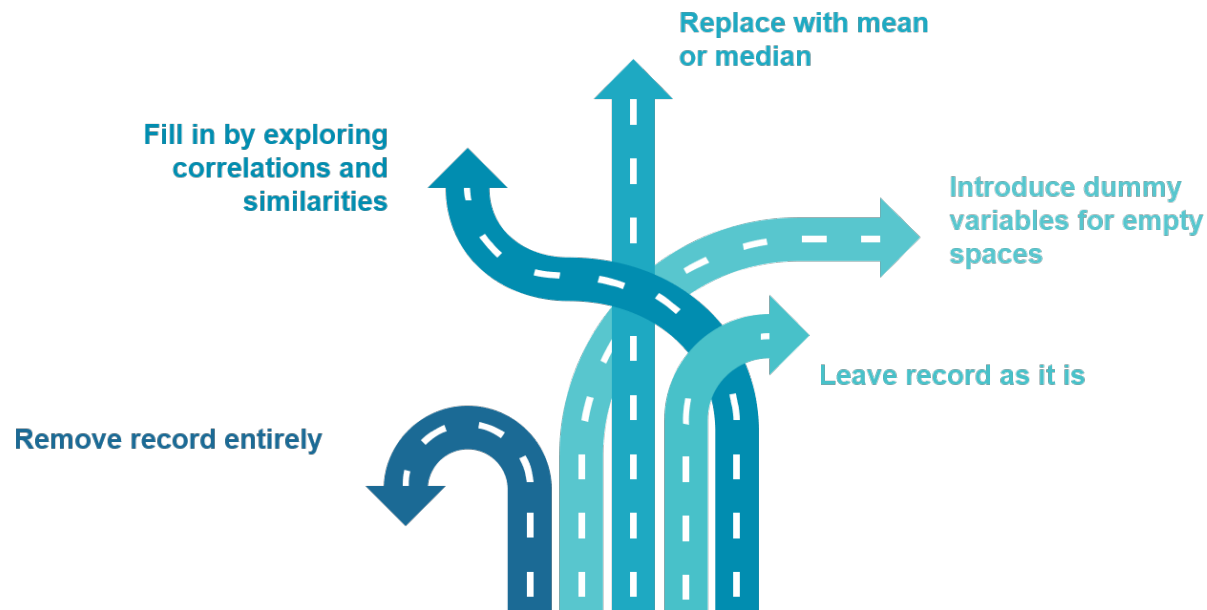 Replace with mean
or median
Fill in by exploring
correlations and
similarities
Introduce dummy
variables for empty
spaces
Leave record as it is
Remove record entirely